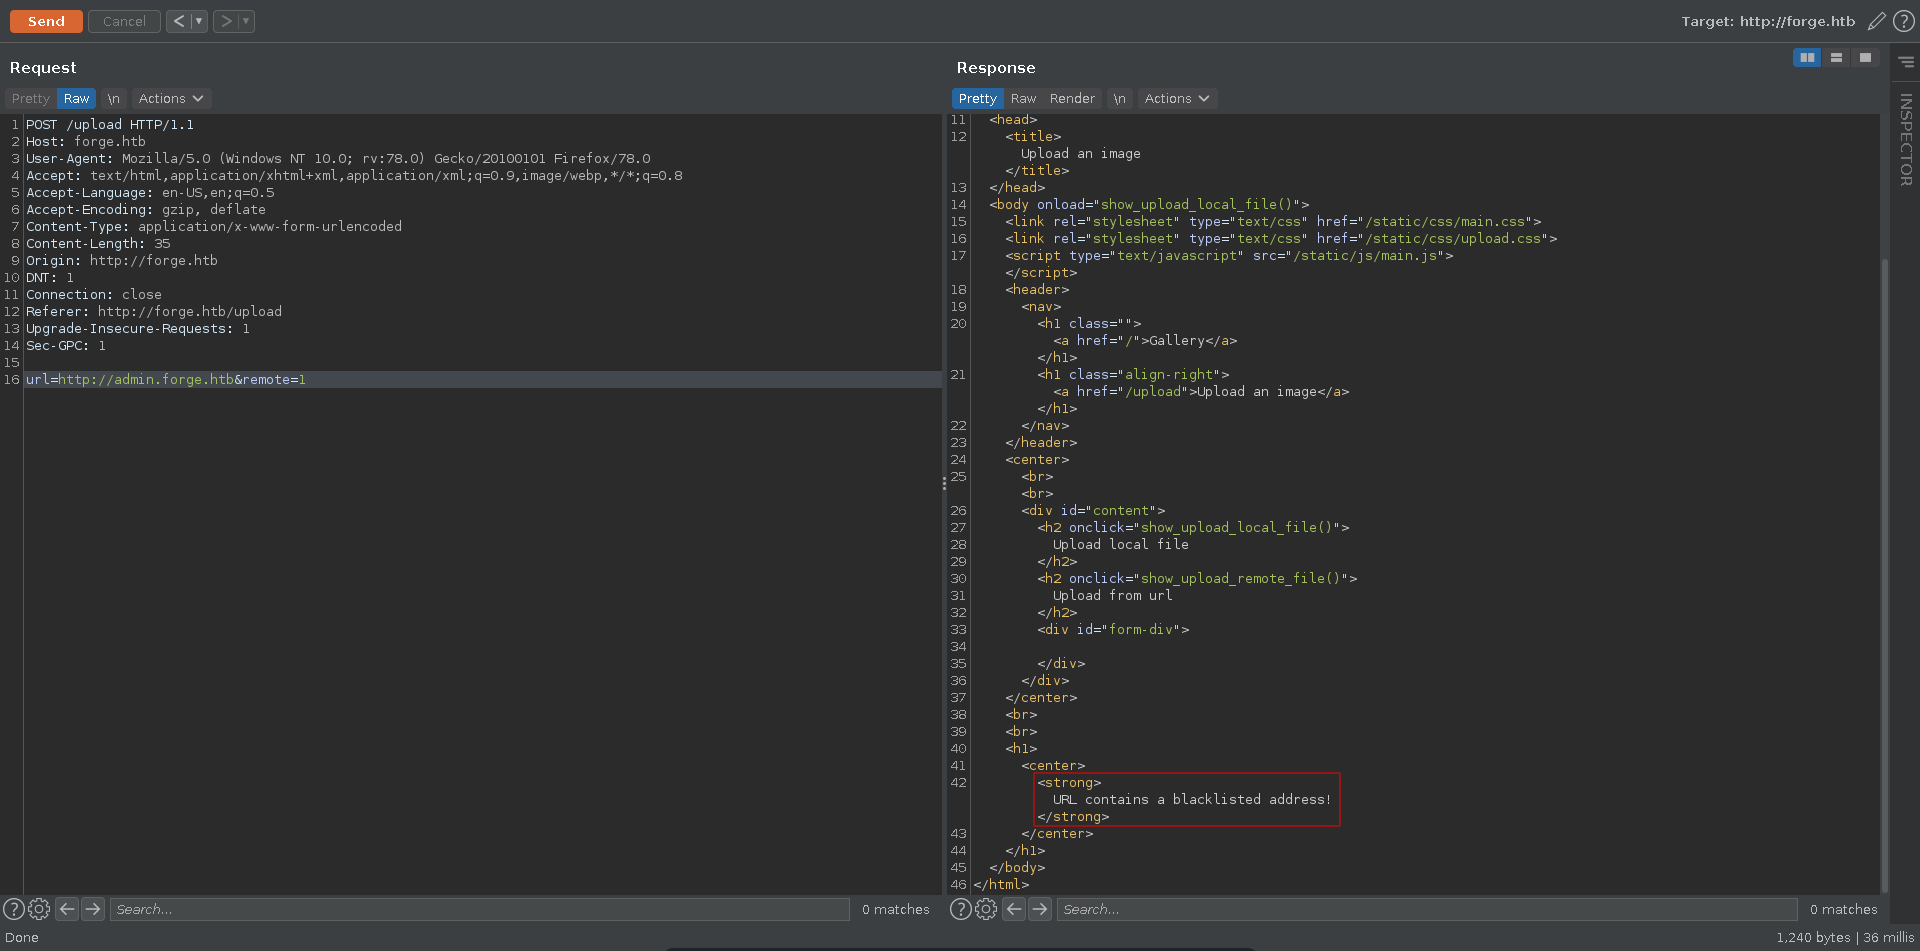 Send Cancel < ▼ > ▼ Target: http://forge.htb ?
Request
Pretty Raw \n Actions
1 POST /upload HTTP/1.1
2 Host: forge.htb
3 User-Agent: Mozilla/5.0 (Windows NT 10.0; rv:78.0) Gecko/20100101 Firefox/78.0
4 Accept: text/html,application/xhtml+xml,application/xml;q=0.9,image/webp,*/*;q=0.8
5 Accept-Language: en-US,en;q=0.5
6 Accept-Encoding: gzip, deflate
7 Content-Type: application/x-www-form-urlencoded
8 Content-Length: 35
9 Origin: http://forge.htb
10 DNT: 1
11 Connection: close
12 Referer: http://forge.htb/upload
13 Upgrade-Insecure-Requests: 1
14 Sec-GPC: 1
15
16 url=http://admin.forge.htb&remote=1
? Search... 0 matches
Response
Pretty Raw Render \n Actions
11 <head>
12 <title>
Upload an image
</title>
13 </head>
14 <body onload="show_upload_local_file()">
15 <link rel="stylesheet" type="text/css" href="/static/css/main.css">
16 <link rel="stylesheet" type="text/css" href="/static/css/upload.css">
17 <script type="text/javascript" src="/static/js/main.js">
</script>
18 <header>
19 <nav>
20 <h1 class="">
<a href="/">Gallery</a>
</h1>
21 <h1 class="align-right">
<a href="/upload">Upload an image</a>
</h1>
22 </nav>
23 </header>
24 <center>
25 <br>
<br>
26 <div id="content">
27 <h2 onclick="show_upload_local_file()">
28 Upload local file
29 </h2>
30 <h2 onclick="show_upload_remote_file()">
31 Upload from url
32 </h2>
33 <div id="form-div">
34
35 </div>
36 </div>
37 </center>
38 <br>
39 <br>
40 <h1>
41 <center>
42 <strong>
URL contains a blacklisted address!
</strong>
43 </center>
44 </h1>
45 </body>
46 </html>
? Search... 0 matches
INSPECTOR
Done 1,240 bytes | 36 millis